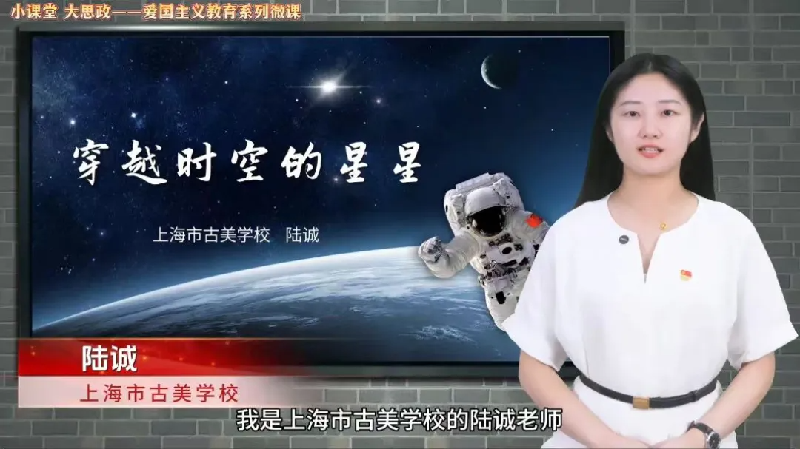 小课堂 大思政——爱国主义教育系列微课
穿越时空的星星
上海市古美学校 陆诚
陆诚
上海市古美学校
我是上海市古美学校的陆诚老师